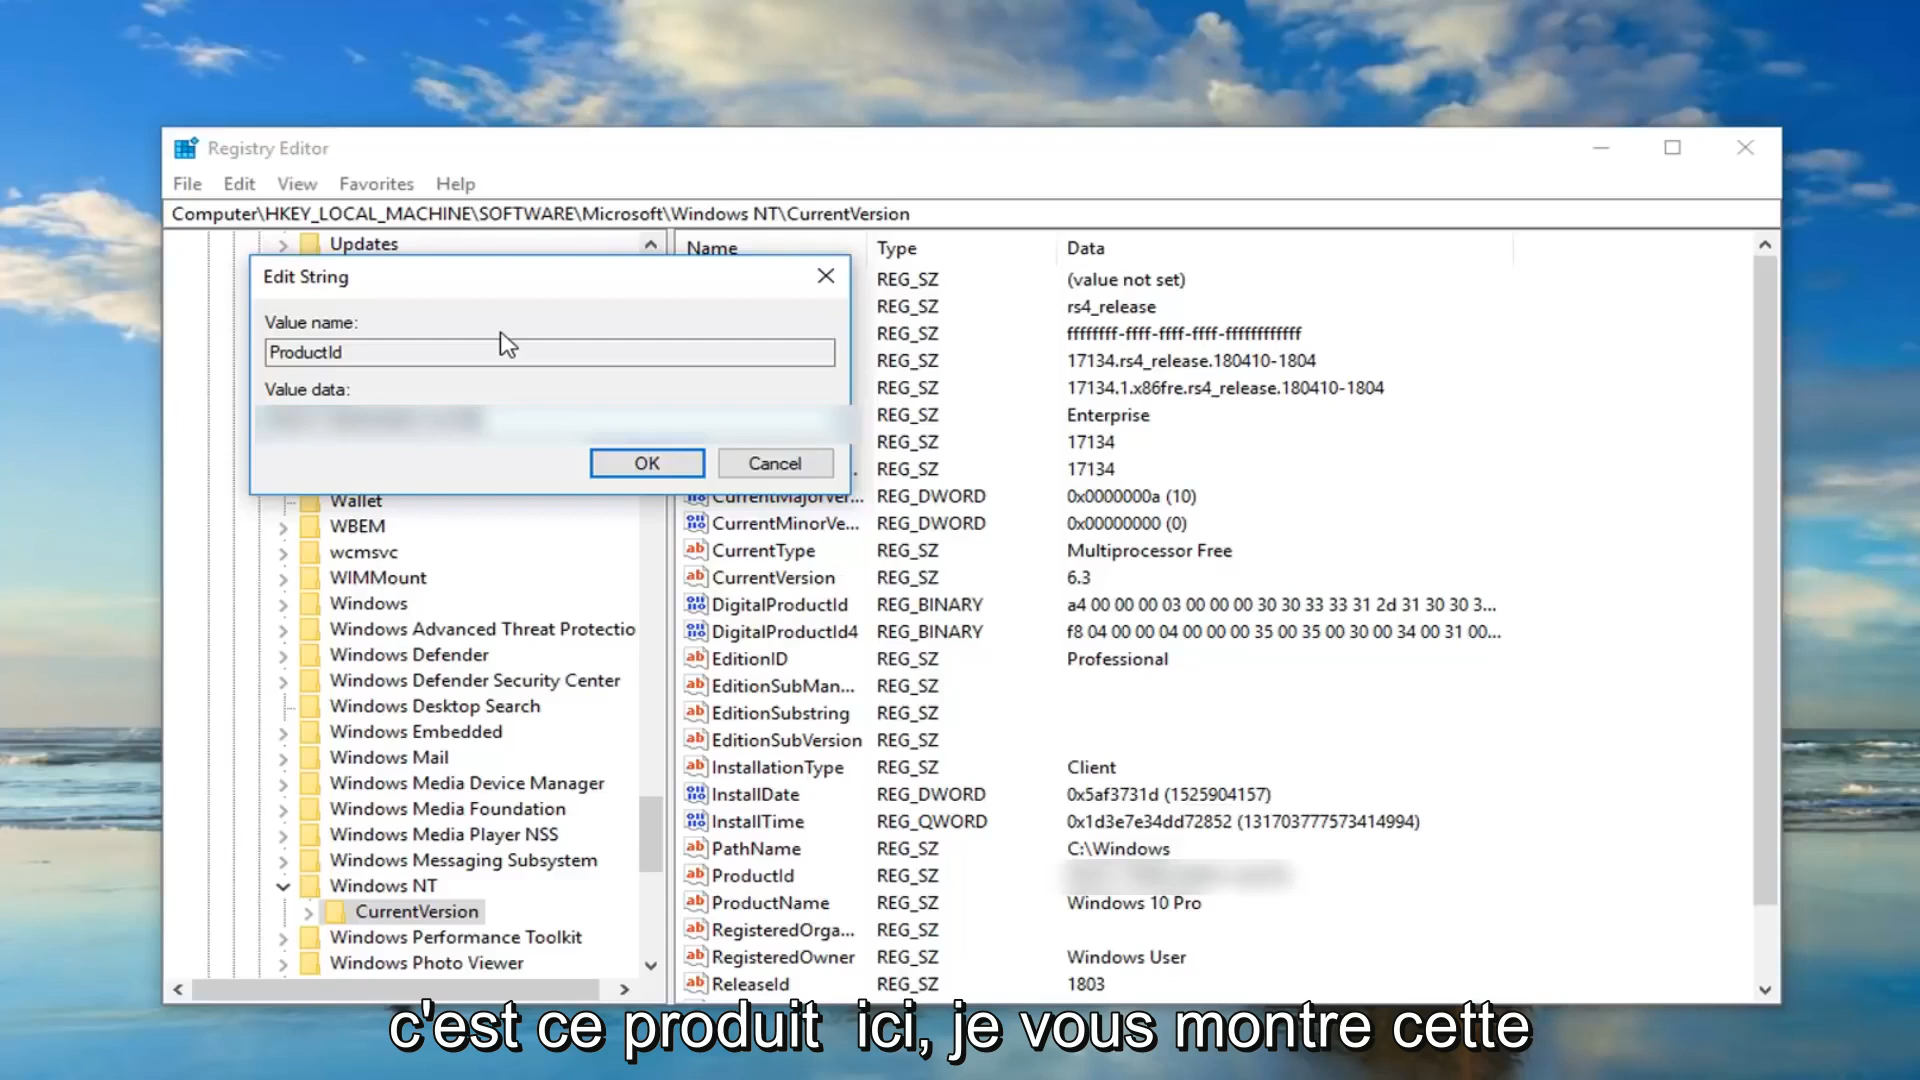 Registry Editor
File Edit View Favorites Help
Computer\HKEY_LOCAL_MACHINE\SOFTWARE\Microsoft\Windows NT\CurrentVersion
Updates
Edit String
Value name:
ProductId
Value data:
OK Cancel
Wallet
WBEM
wcmsvc
WIMMount
Windows
Windows Advanced Threat Protectio
Windows Defender
Windows Defender Security Center
Windows Desktop Search
Windows Embedded
Windows Mail
Windows Media Device Manager
Windows Media Foundation
Windows Media Player NSS
Windows Messaging Subsystem
Windows NT
CurrentVersion
Windows Performance Toolkit
Windows Photo Viewer
Name Type Data
REG_SZ (value not set)
REG_SZ rs4_release
REG_SZ ffffffff-ffff-ffff-ffff-ffffffffffff
REG_SZ 17134.rs4_release.180410-1804
REG_SZ 17134.1.x86fre.rs4_release.180410-1804
REG_SZ Enterprise
REG_SZ 17134
REG_SZ 17134
CurrentMajorVer... REG_DWORD 0x0000000a (10)
CurrentMinorVe... REG_DWORD 0x00000000 (0)
CurrentType REG_SZ Multiprocessor Free
CurrentVersion REG_SZ 6.3
DigitalProductId REG_BINARY a4 00 00 00 03 00 00 00 30 30 33 33 31 2d 31 30 30 3...
DigitalProductId4 REG_BINARY f8 04 00 00 04 00 00 00 35 00 35 00 30 00 34 00 31 00...
EditionID REG_SZ Professional
EditionSubMan... REG_SZ
EditionSubstring REG_SZ
EditionSubVersion REG_SZ
InstallationType REG_SZ Client
InstallDate REG_DWORD 0x5af3731d (1525904157)
InstallTime REG_QWORD 0x1d3e7e34dd72852 (131703777573414994)
PathName REG_SZ C:\Windows
ProductId REG_SZ
ProductName REG_SZ Windows 10 Pro
RegisteredOrga... REG_SZ
RegisteredOwner REG_SZ Windows User
ReleaseId REG_SZ 1803
c'est ce produit ici, je vous montre cette